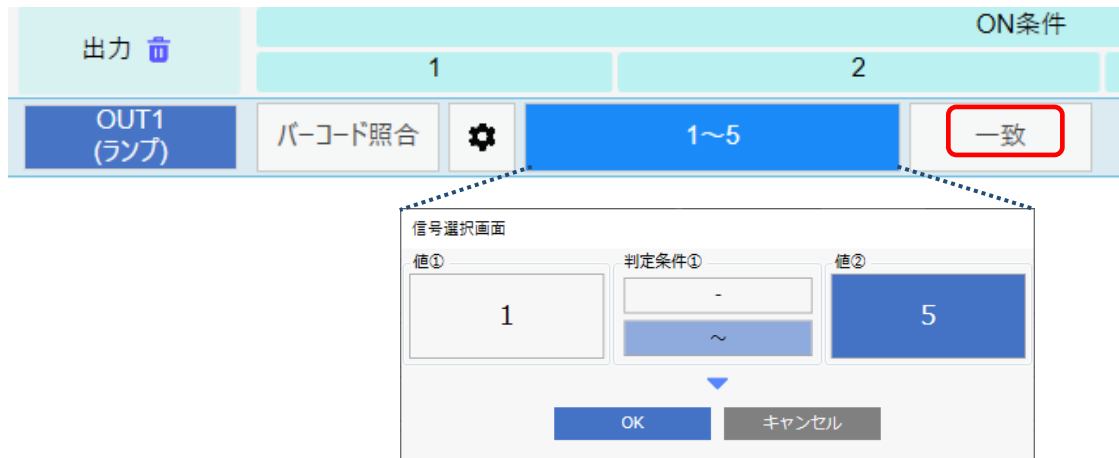 出力
ON条件
1
2
OUT1
(ランプ)
バーコード照合
1～5
一致
信号選択画面
値①
判定条件①
値②
1
-
～
5
OK
キャンセル